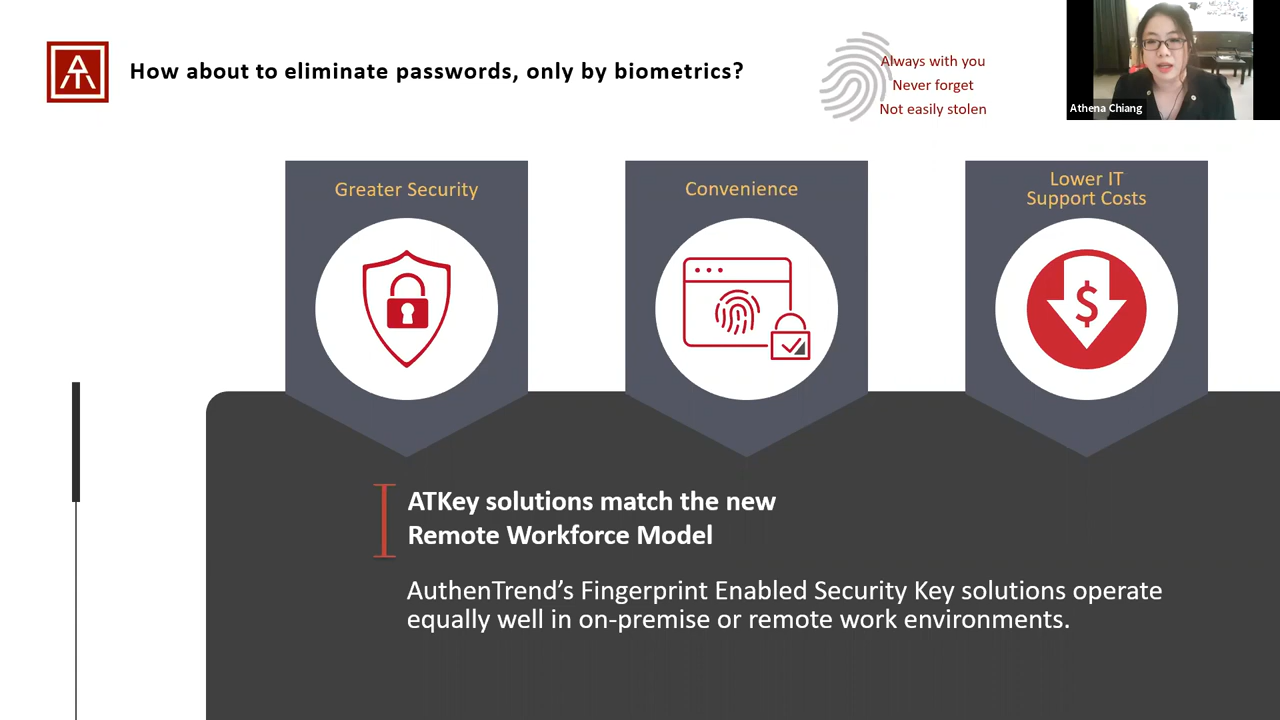 How about to eliminate passwords, only by biometrics?
Always with you
Never forget
Not easily stolen
Athena Chiang
Greater Security
Convenience
Lower IT
Support Costs
$
ATKey solutions match the new
Remote Workforce Model
AuthenTrend’s Fingerprint Enabled Security Key solutions operate
equally well in on-premise or remote work environments.